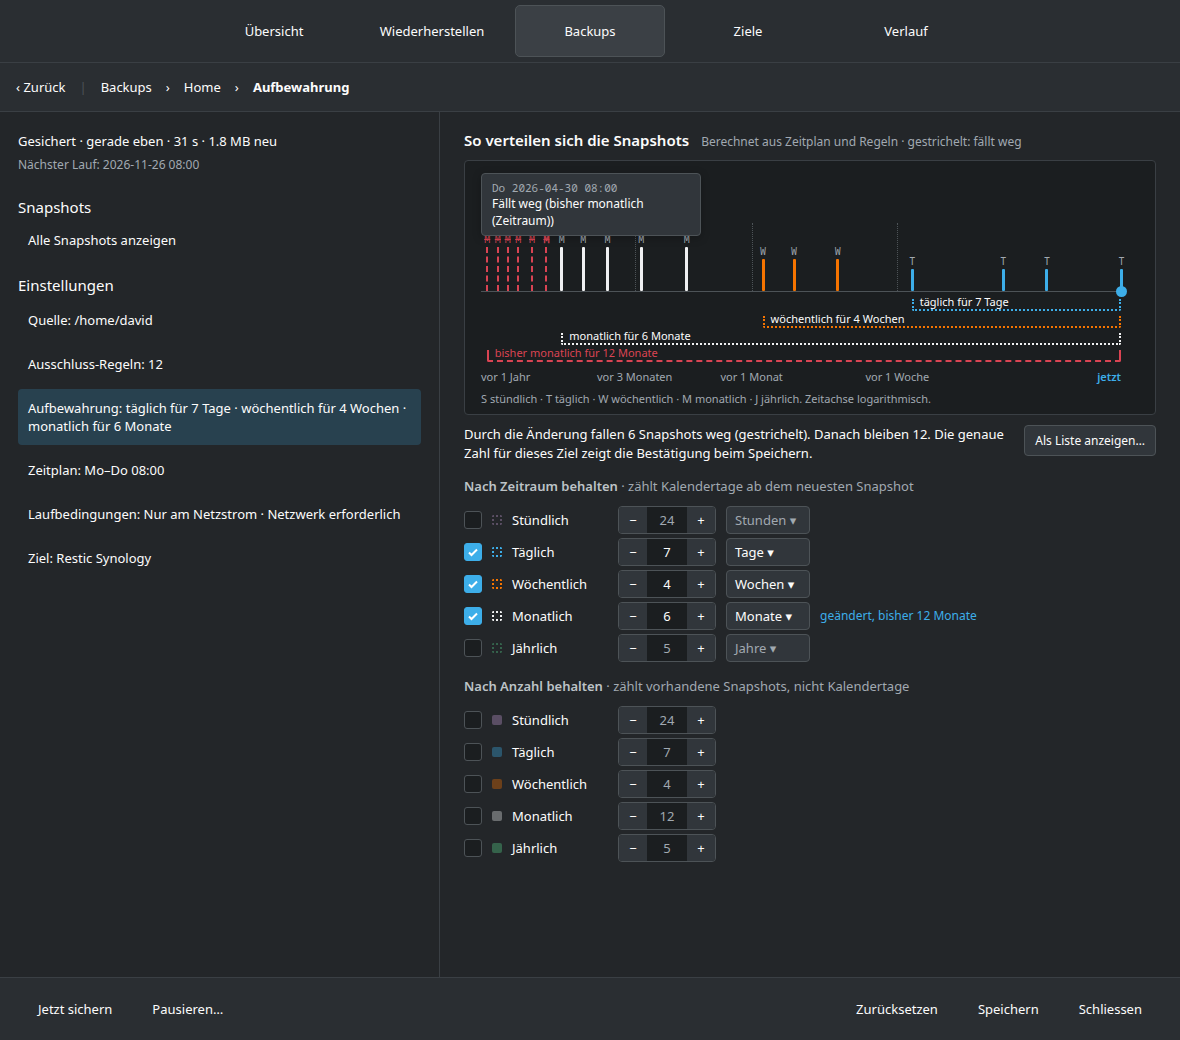 Übersicht
Wiederherstellen
Backups
Ziele
Verlauf
‹ Zurück | Backups › Home › Aufbewahrung
Gesichert · gerade eben · 31 s · 1.8 MB neu
Nächster Lauf: 2026-11-26 08:00
Snapshots
Alle Snapshots anzeigen
Einstellungen
Quelle: /home/david
Ausschluss-Regeln: 12
Aufbewahrung: täglich für 7 Tage · wöchentlich für 4 Wochen ·
monatlich für 6 Monate
Zeitplan: Mo–Do 08:00
Laufbedingungen: Nur am Netzstrom · Netzwerk erforderlich
Ziel: Restic Synology
So verteilen sich die Snapshots Berechnet aus Zeitplan und Regeln · gestrichelt: fällt weg
Do 2026-04-30 08:00
Fällt weg (bisher monatlich
(Zeitraum))
M M M M M M M M M M M
W W W
T T T T
täglich für 7 Tage
wöchentlich für 4 Wochen
monatlich für 6 Monate
bisher monatlich für 12 Monate
vor 1 Jahr vor 3 Monaten vor 1 Monat vor 1 Woche jetzt
S stündlich · T täglich · W wöchentlich · M monatlich · J jährlich. Zeitachse logarithmisch.
Durch die Änderung fallen 6 Snapshots weg (gestrichelt). Danach bleiben 12. Die genaue
Zahl für dieses Ziel zeigt die Bestätigung beim Speichern.
Als Liste anzeigen...
Nach Zeitraum behalten · zählt Kalendertage ab dem neuesten Snapshot
Stündlich − 24 + Stunden ▾
Täglich − 7 + Tage ▾
Wöchentlich − 4 + Wochen ▾
Monatlich − 6 + Monate ▾ geändert, bisher 12 Monate
Jährlich − 5 + Jahre ▾
Nach Anzahl behalten · zählt vorhandene Snapshots, nicht Kalendertage
Stündlich − 24 +
Täglich − 7 +
Wöchentlich − 4 +
Monatlich − 12 +
Jährlich − 5 +
Jetzt sichern
Pausieren...
Zurücksetzen
Speichern
Schliessen